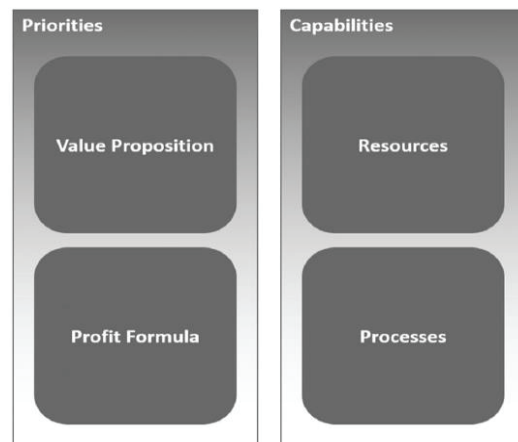 Priorities
Value Proposition
Profit Formula
Capabilities
Resources
Processes